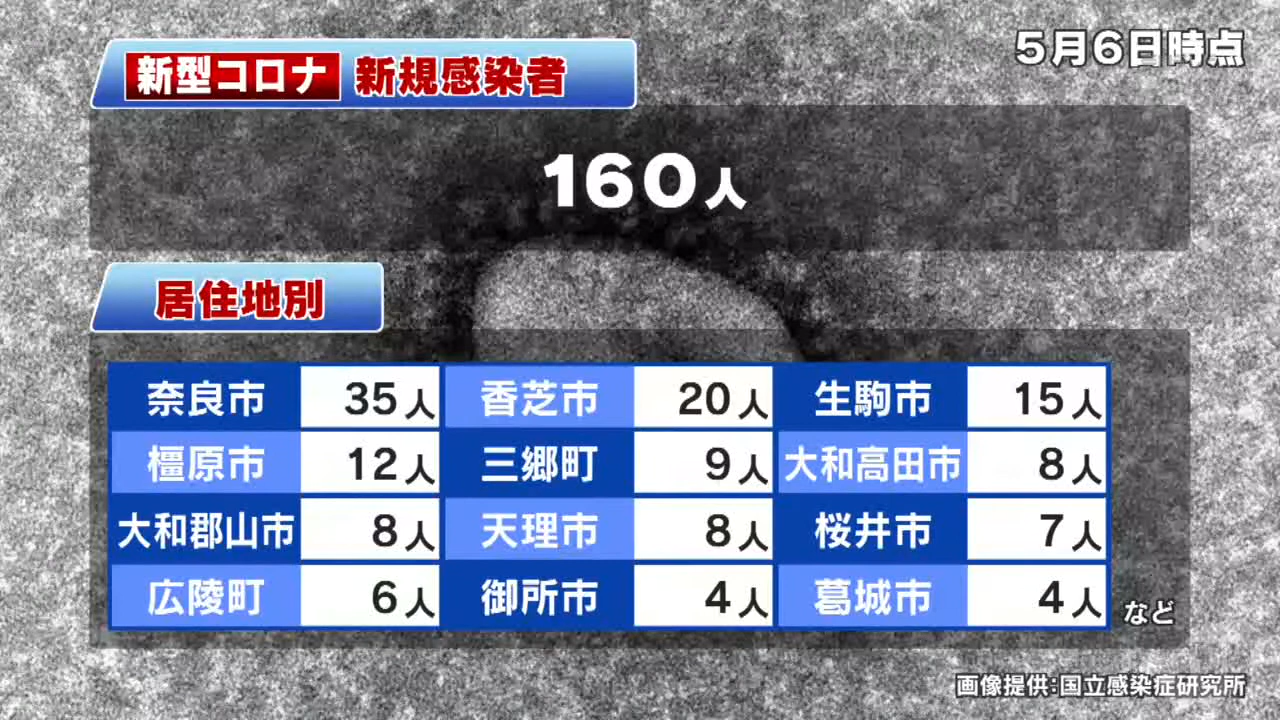 5月6日時点
新型コロナ 新規感染者
160人
居住地別
奈良市 35人 香芝市 20人 生駒市 15人
橿原市 12人 三郷町 9人 大和高田市 8人
大和郡山市 8人 天理市 8人 桜井市 7人
広陵町 6人 御所市 4人 葛城市 4人 など
画像提供:国立感染症研究所